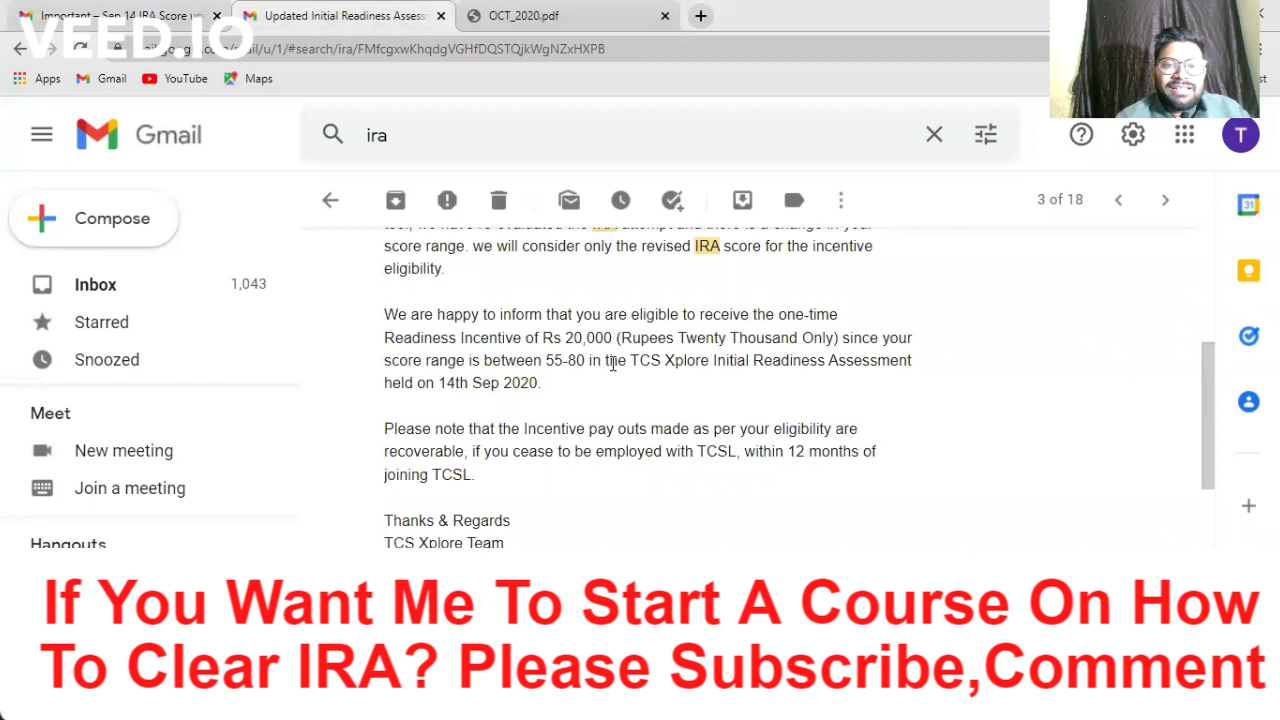 Important – Sep 14 IRA Score up
Updated Initial Readiness Assess
OCT_2020.pdf
VEED.IO
/mail/u/1/#search/ira/FMfcgxwKhqdgVGHfDQSTQjkWgNZxHXPB
Apps
Gmail
YouTube
Maps
Gmail
ira
T
Compose
3 of 18
31
Inbox 1,043
Starred
Snoozed
Meet
New meeting
Join a meeting
Hangouts
score range. we will consider only the revised IRA score for the incentive
eligibility.
We are happy to inform that you are eligible to receive the one-time
Readiness Incentive of Rs 20,000 (Rupees Twenty Thousand Only) since your
score range is between 55-80 in the TCS Xplore Initial Readiness Assessment
held on 14th Sep 2020.
Please note that the Incentive pay outs made as per your eligibility are
recoverable, if you cease to be employed with TCSL, within 12 months of
joining TCSL.
Thanks & Regards
TCS Xplore Team
If You Want Me To Start A Course On How
To Clear IRA? Please Subscribe,Comment